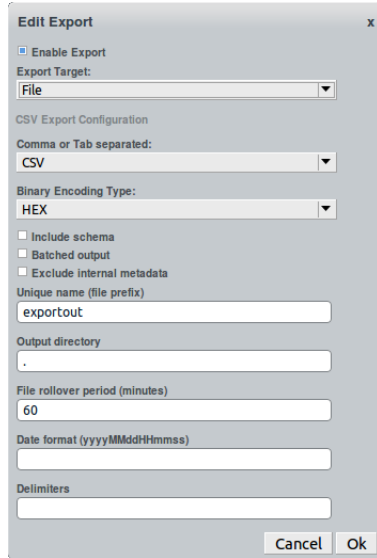 Edit Export x
Enable Export
Export Target:
File
CSV Export Configuration
Comma or Tab separated:
CSV
Binary Encoding Type:
HEX
Include schema
Batched output
Exclude internal metadata
Unique name (file prefix)
exportout
Output directory
.
File rollover period (minutes)
60
Date format (yyyyMMddHHmmss)
Delimiters
Cancel Ok